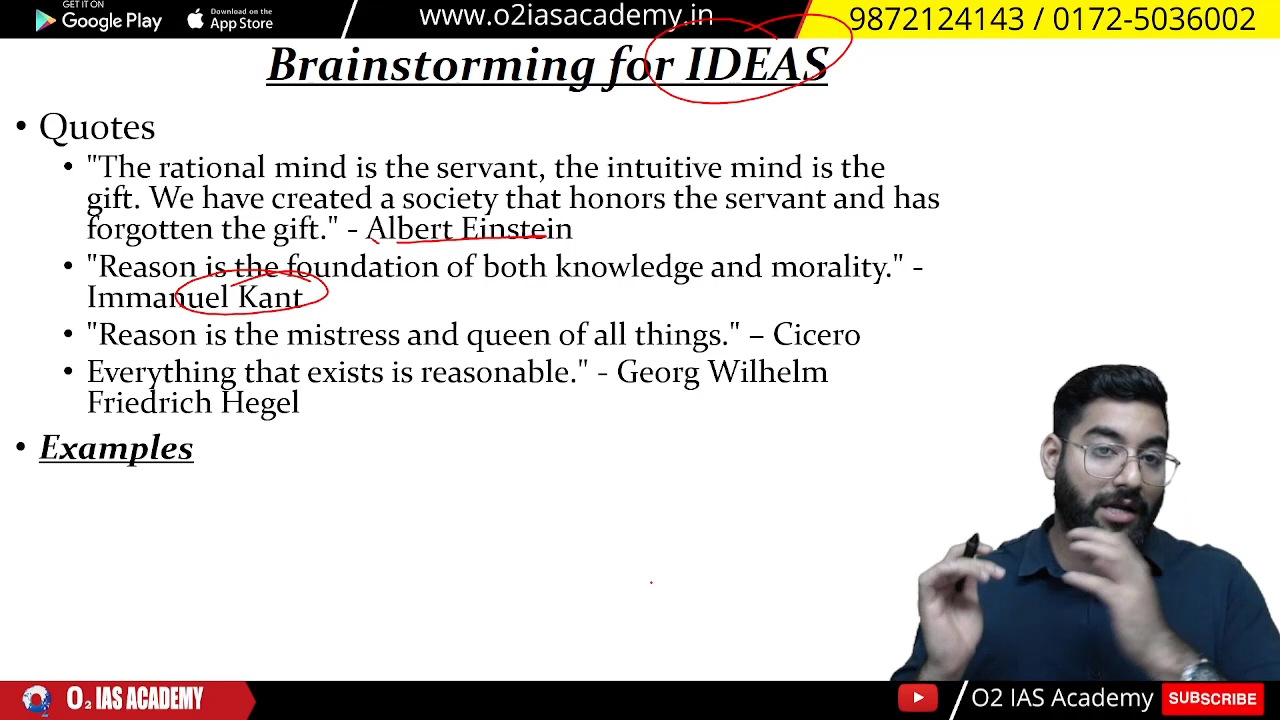 GET IT ON
Google Play
Download on the
App Store
www.o2iasacademy.in
9872124143 / 0172-5036002
Brainstorming for IDEAS
• Quotes
• "The rational mind is the servant, the intuitive mind is the
gift. We have created a society that honors the servant and has
forgotten the gift." - Albert Einstein
• "Reason is the foundation of both knowledge and morality." -
Immanuel Kant
• "Reason is the mistress and queen of all things." – Cicero
• Everything that exists is reasonable." - Georg Wilhelm
Friedrich Hegel
• Examples
O2 IAS ACADEMY
O2 IAS Academy
SUBSCRIBE